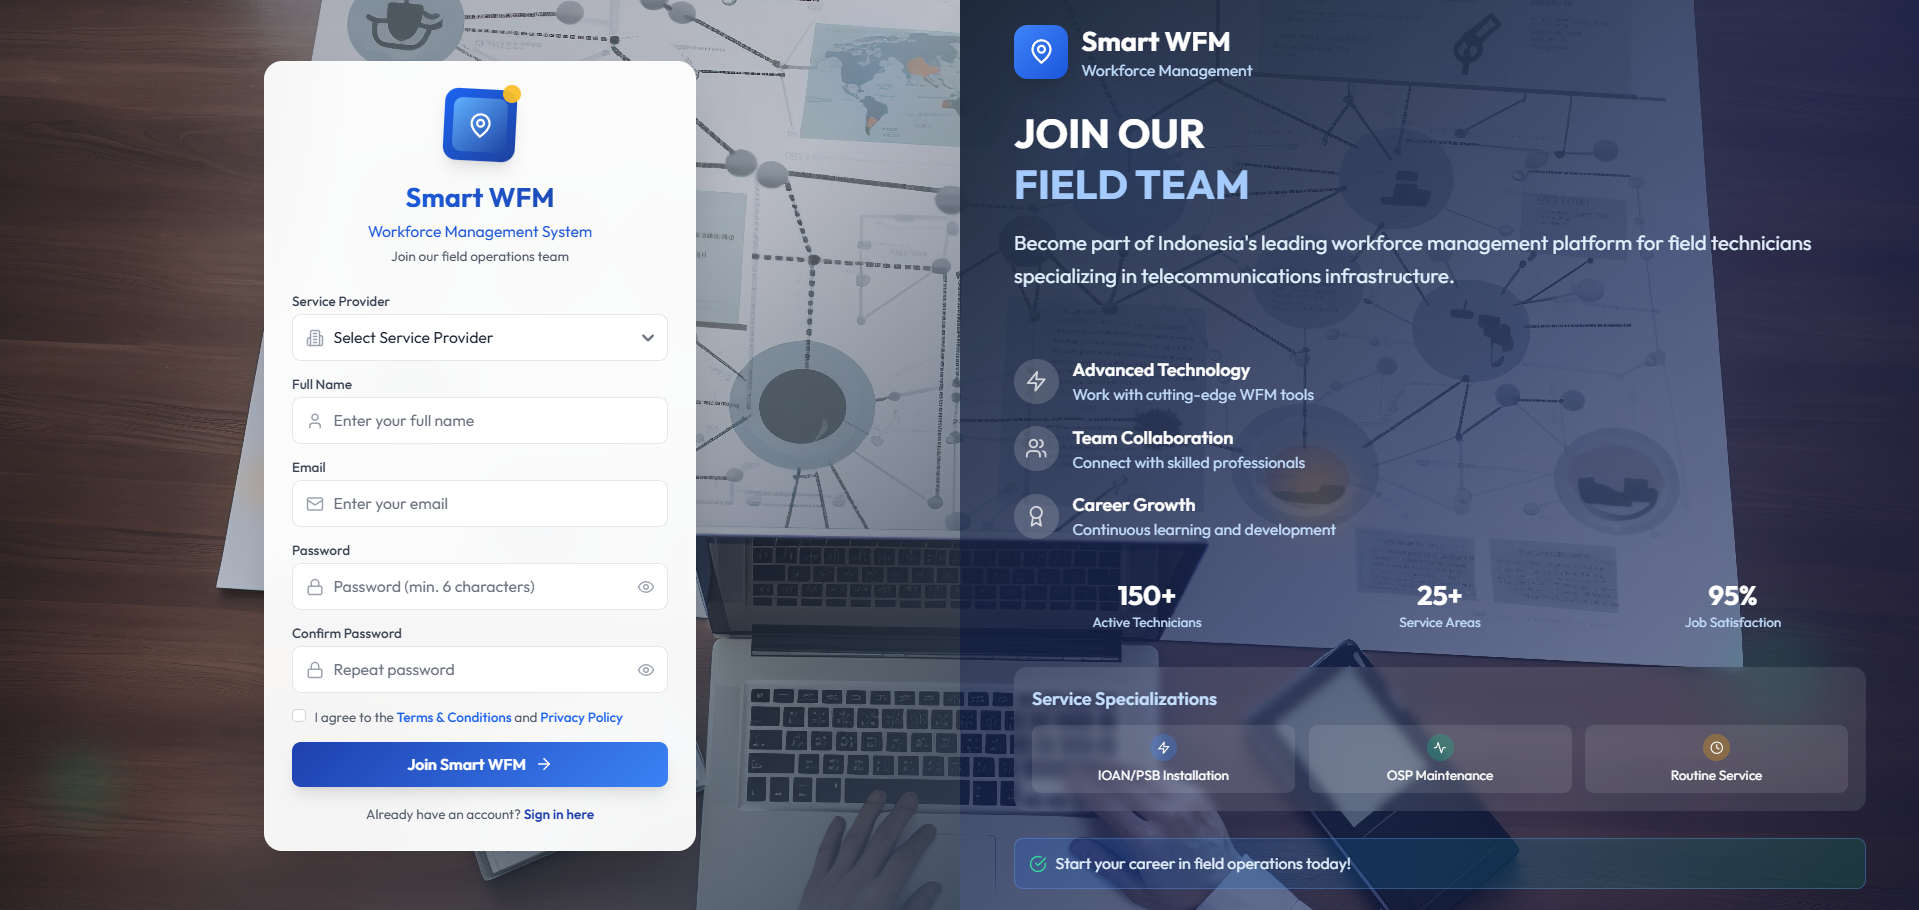 Smart WFM
Workforce Management System
Join our field operations team
Service Provider
Select Service Provider
Full Name
Enter your full name
Email
Enter your email
Password
Password (min. 6 characters)
Confirm Password
Repeat password
I agree to the Terms & Conditions and Privacy Policy
Join Smart WFM
Already have an account? Sign in here
Smart WFM
Workforce Management
JOIN OUR
FIELD TEAM
Become part of Indonesia's leading workforce management platform for field technicians
specializing in telecommunications infrastructure.
Advanced Technology
Work with cutting-edge WFM tools
Team Collaboration
Connect with skilled professionals
Career Growth
Continuous learning and development
150+
Active Technicians
25+
Service Areas
95%
Job Satisfaction
Service Specializations
IOAN/PSB Installation
OSP Maintenance
Routine Service
Start your career in field operations today!